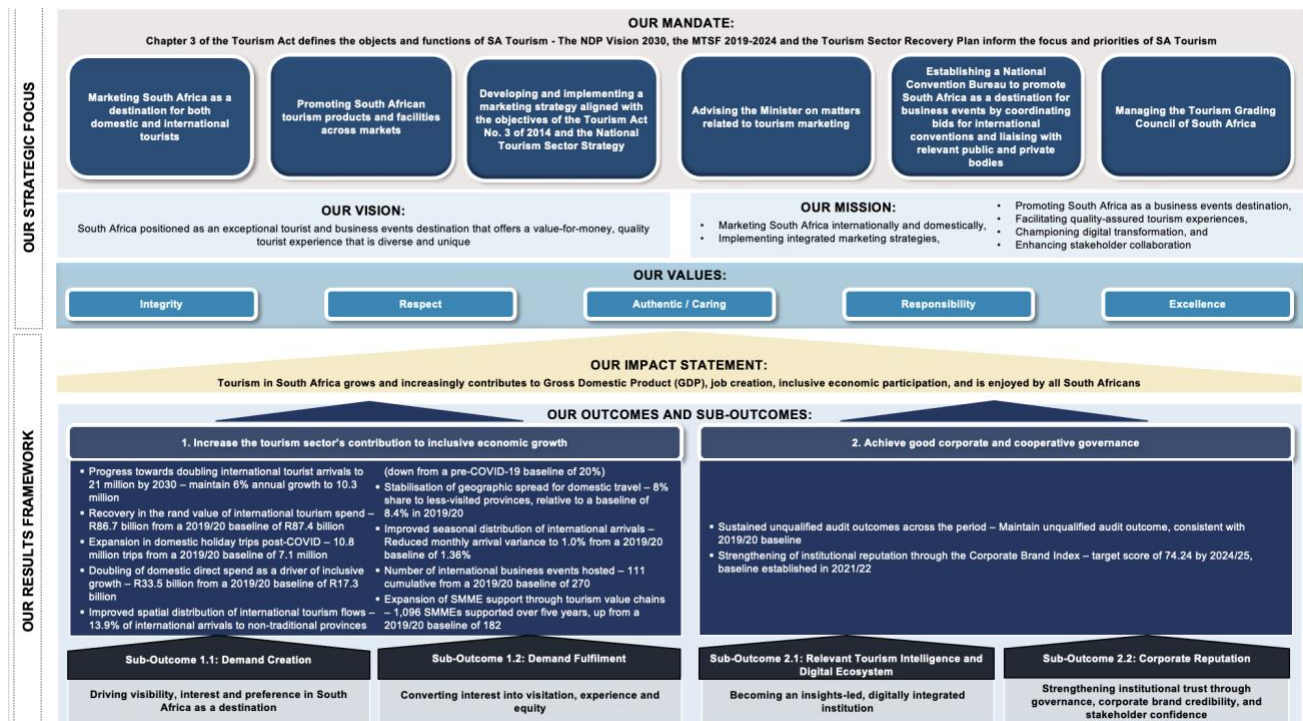 OUR STRATEGIC FOCUS
OUR MANDATE:
Chapter 3 of the Tourism Act defines the objects and functions of SA Tourism - The NDP Vision 2030, the MTSF 2019-2024 and the Tourism Sector Recovery Plan inform the focus and priorities of SA Tourism
Marketing South Africa as a
destination for both
domestic and international
tourists
Promoting South African
tourism products and facilities
across markets
Developing and implementing a
marketing strategy aligned with
the objectives of the Tourism Act
No. 3 of 2014 and the National
Tourism Sector Strategy
Advising the Minister on matters
related to tourism marketing
Establishing a National
Convention Bureau to promote
South Africa as a destination for
business events by coordinating
bids for international
conventions and liaising with
relevant public and private
bodies
Managing the Tourism Grading
Council of South Africa
OUR VISION:
South Africa positioned as an exceptional tourist and business events destination that offers a value-for-money, quality
tourist experience that is diverse and unique
OUR MISSION:
• Marketing South Africa internationally and domestically,
• Implementing integrated marketing strategies,
• Promoting South Africa as a business events destination,
• Facilitating quality-assured tourism experiences,
• Championing digital transformation, and
• Enhancing stakeholder collaboration
OUR VALUES:
Integrity
Respect
Authentic / Caring
Responsibility
Excellence
OUR RESULTS FRAMEWORK
OUR IMPACT STATEMENT:
Tourism in South Africa grows and increasingly contributes to Gross Domestic Product (GDP), job creation, inclusive economic participation, and is enjoyed by all South Africans
OUR OUTCOMES AND SUB-OUTCOMES:
1. Increase the tourism sector's contribution to inclusive economic growth
▪ Progress towards doubling international tourist arrivals to
21 million by 2030 – maintain 6% annual growth to 10.3
million
▪ Recovery in the rand value of international tourism spend –
R86.7 billion from a 2019/20 baseline of R87.4 billion
▪ Expansion in domestic holiday trips post-COVID – 10.8
million trips from a 2019/20 baseline of 7.1 million
▪ Doubling of domestic direct spend as a driver of inclusive
growth – R33.5 billion from a 2019/20 baseline of R17.3
billion
▪ Improved spatial distribution of international tourism flows –
13.9% of international arrivals to non-traditional provinces
(down from a pre-COVID-19 baseline of 20%)
▪ Stabilisation of geographic spread for domestic travel – 8%
share to less-visited provinces, relative to a baseline of
8.4% in 2019/20
▪ Improved seasonal distribution of international arrivals –
Reduced monthly arrival variance to 1.0% from a 2019/20
baseline of 1.36%
▪ Number of international business events hosted – 111
cumulative from a 2019/20 baseline of 270
▪ Expansion of SMME support through tourism value chains
– 1,096 SMMEs supported over five years, up from a
2019/20 baseline of 182
2. Achieve good corporate and cooperative governance
▪ Sustained unqualified audit outcomes across the period – Maintain unqualified audit outcome, consistent with
2019/20 baseline
▪ Strengthening of institutional reputation through the Corporate Brand Index – target score of 74.24 by 2024/25,
baseline established in 2021/22
Sub-Outcome 1.1: Demand Creation
Driving visibility, interest and preference in South
Africa as a destination
Sub-Outcome 1.2: Demand Fulfilment
Converting interest into visitation, experience and
equity
Sub-Outcome 2.1: Relevant Tourism Intelligence and
Digital Ecosystem
Becoming an insights-led, digitally integrated
institution
Sub-Outcome 2.2: Corporate Reputation
Strengthening institutional trust through
governance, corporate brand credibility, and
stakeholder confidence